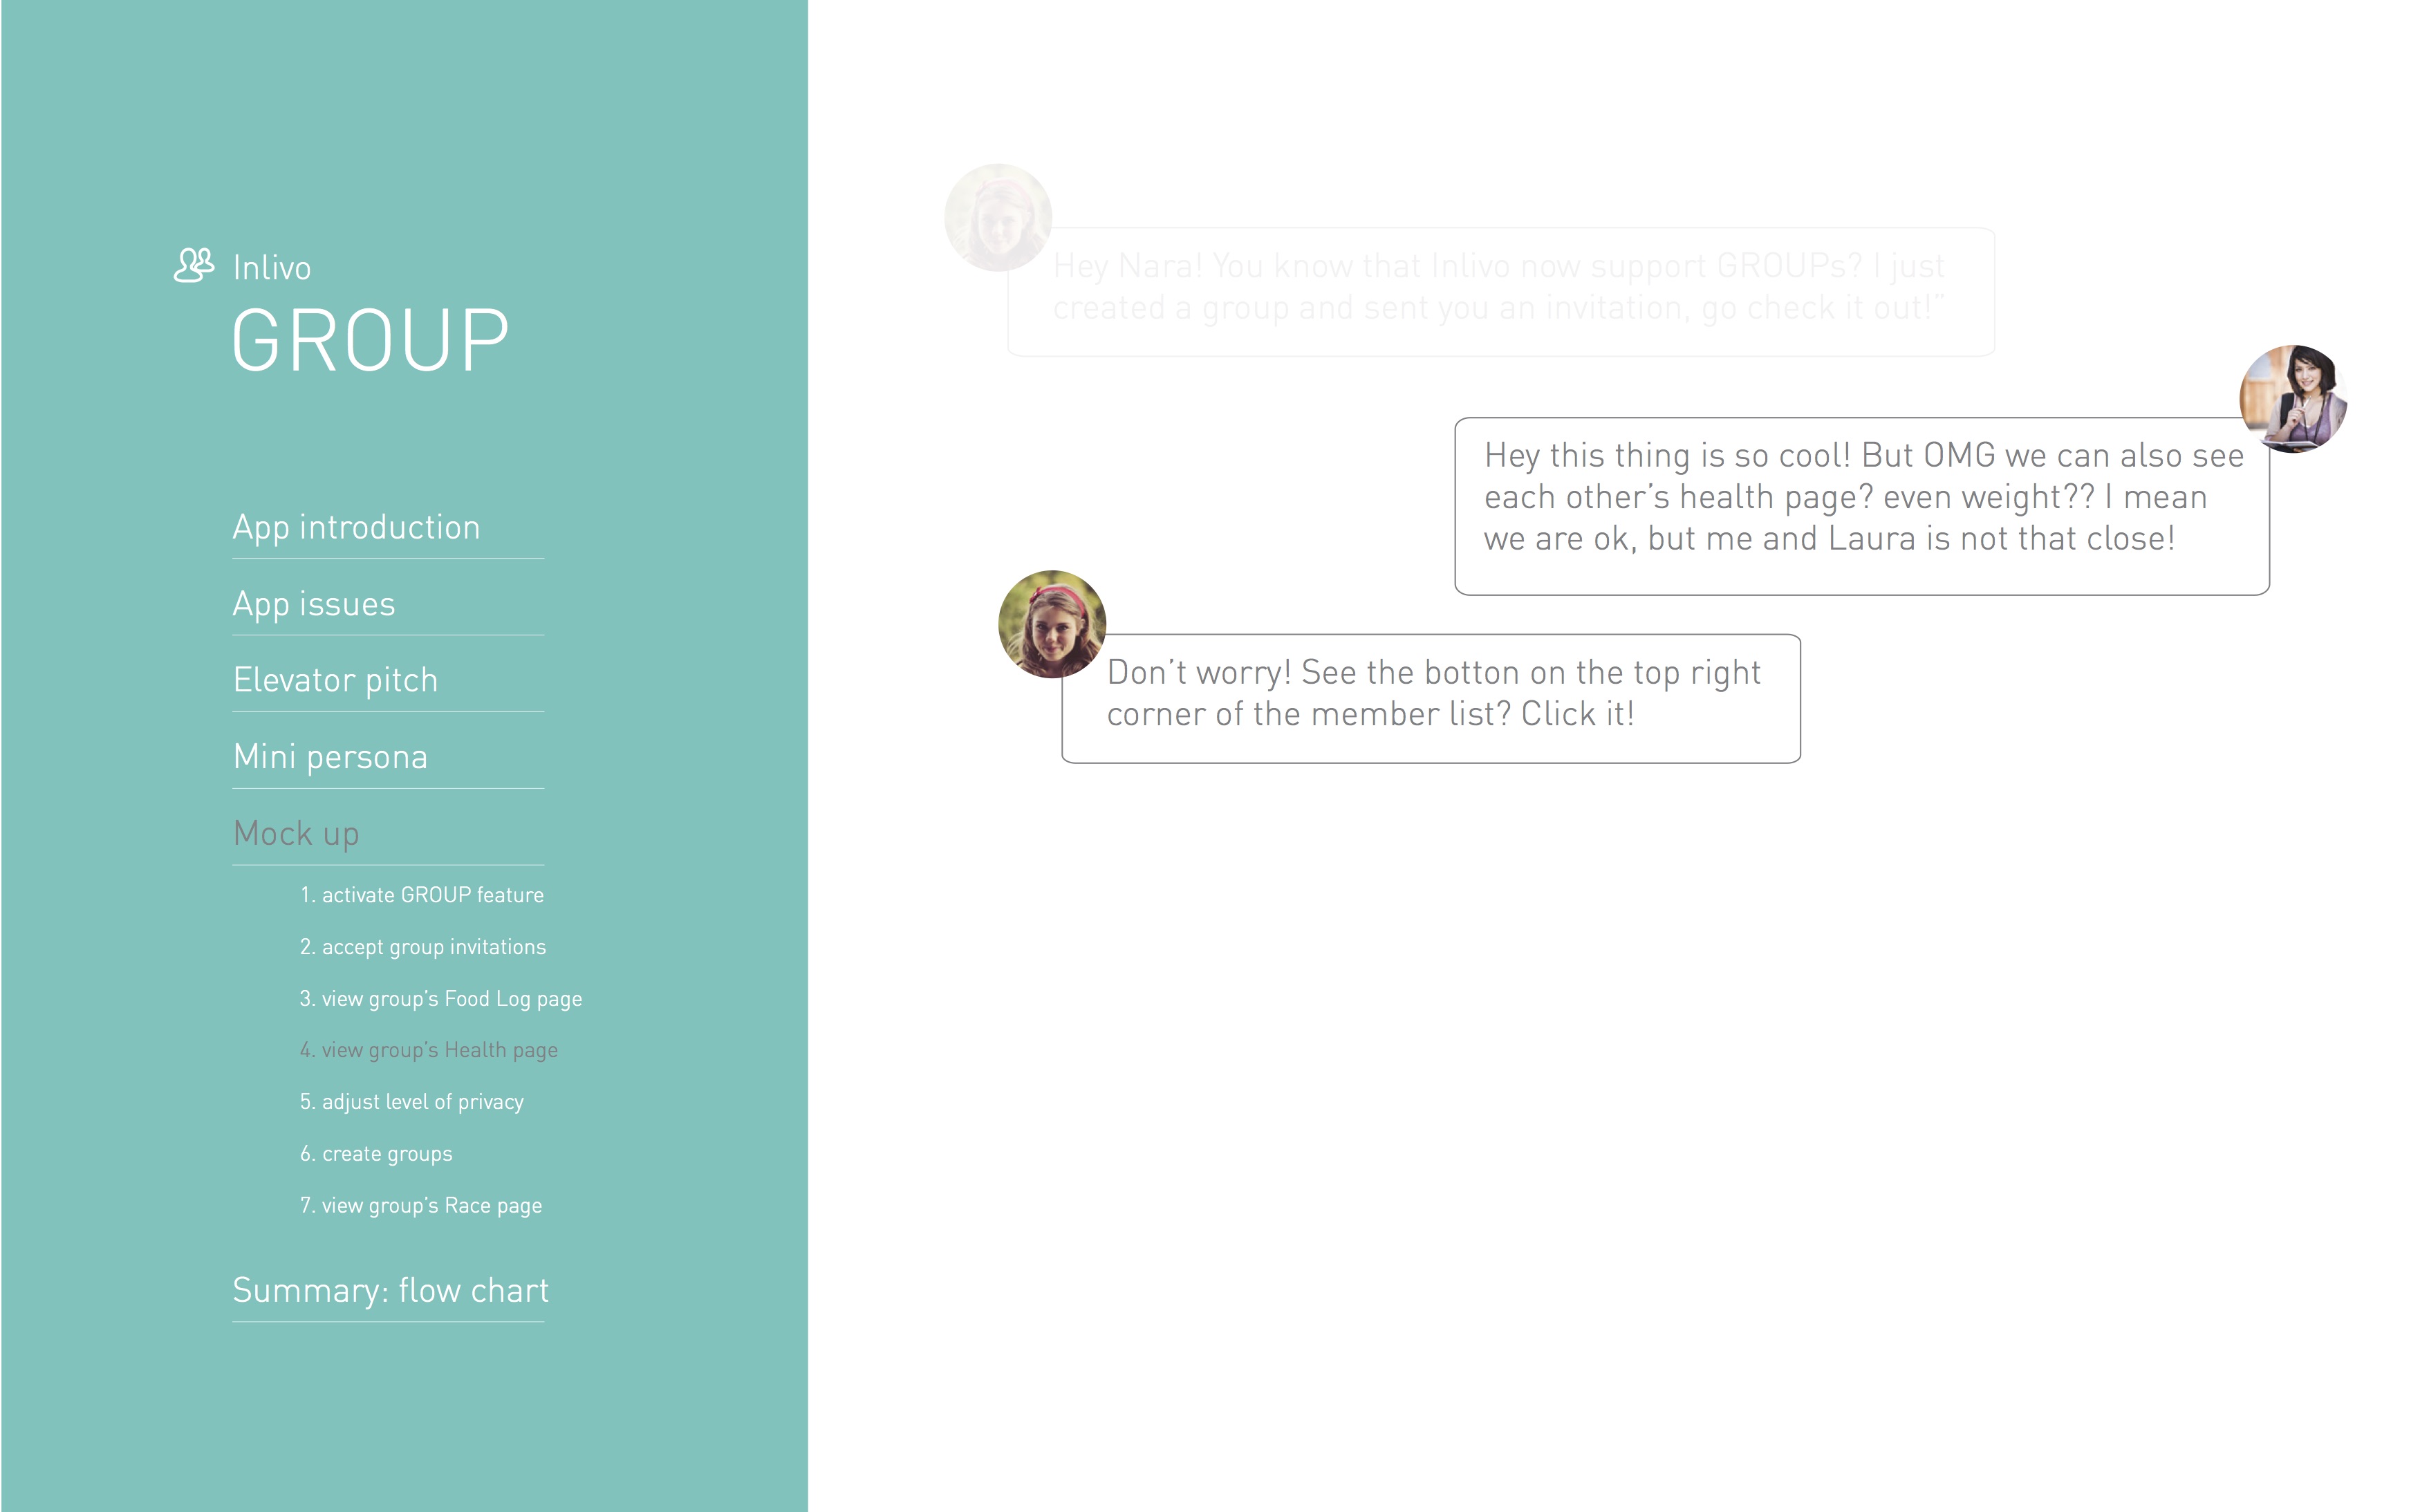 Inlivo
GROUP
App introduction
App issues
Elevator pitch
Mini persona
Mock up
1. activate GROUP feature
2. accept group invitations
3. view group's Food Log page
4. view group's Health page
5. adjust level of privacy
6. create groups
7. view group's Race page
Summary: flow chart
Hey Nara! You know that Inlivo now support GROUPs? I just
created a group and sent you an invitation, go check it out!”
Hey this thing is so cool! But OMG we can also see
each other’s health page? even weight?? I mean
we are ok, but me and Laura is not that close!
Don’t worry! See the botton on the top right
corner of the member list? Click it!